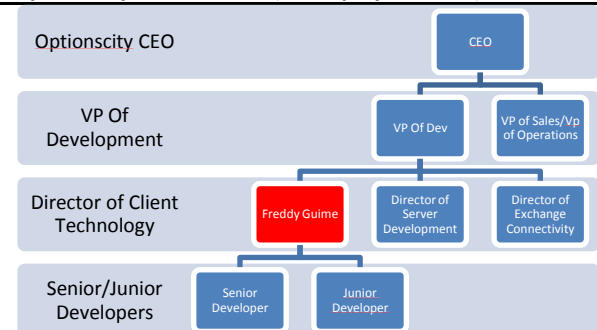 Optionscity CEO
CEO
VP Of
Development
VP Of Dev
VP of Sales/Vp
of Operations
Director of Client
Technology
Freddy Guime
Director of
Server
Development
Director of
Exchange
Connectivity
Senior/Junior
Developers
Senior
Developer
Junior
Developer